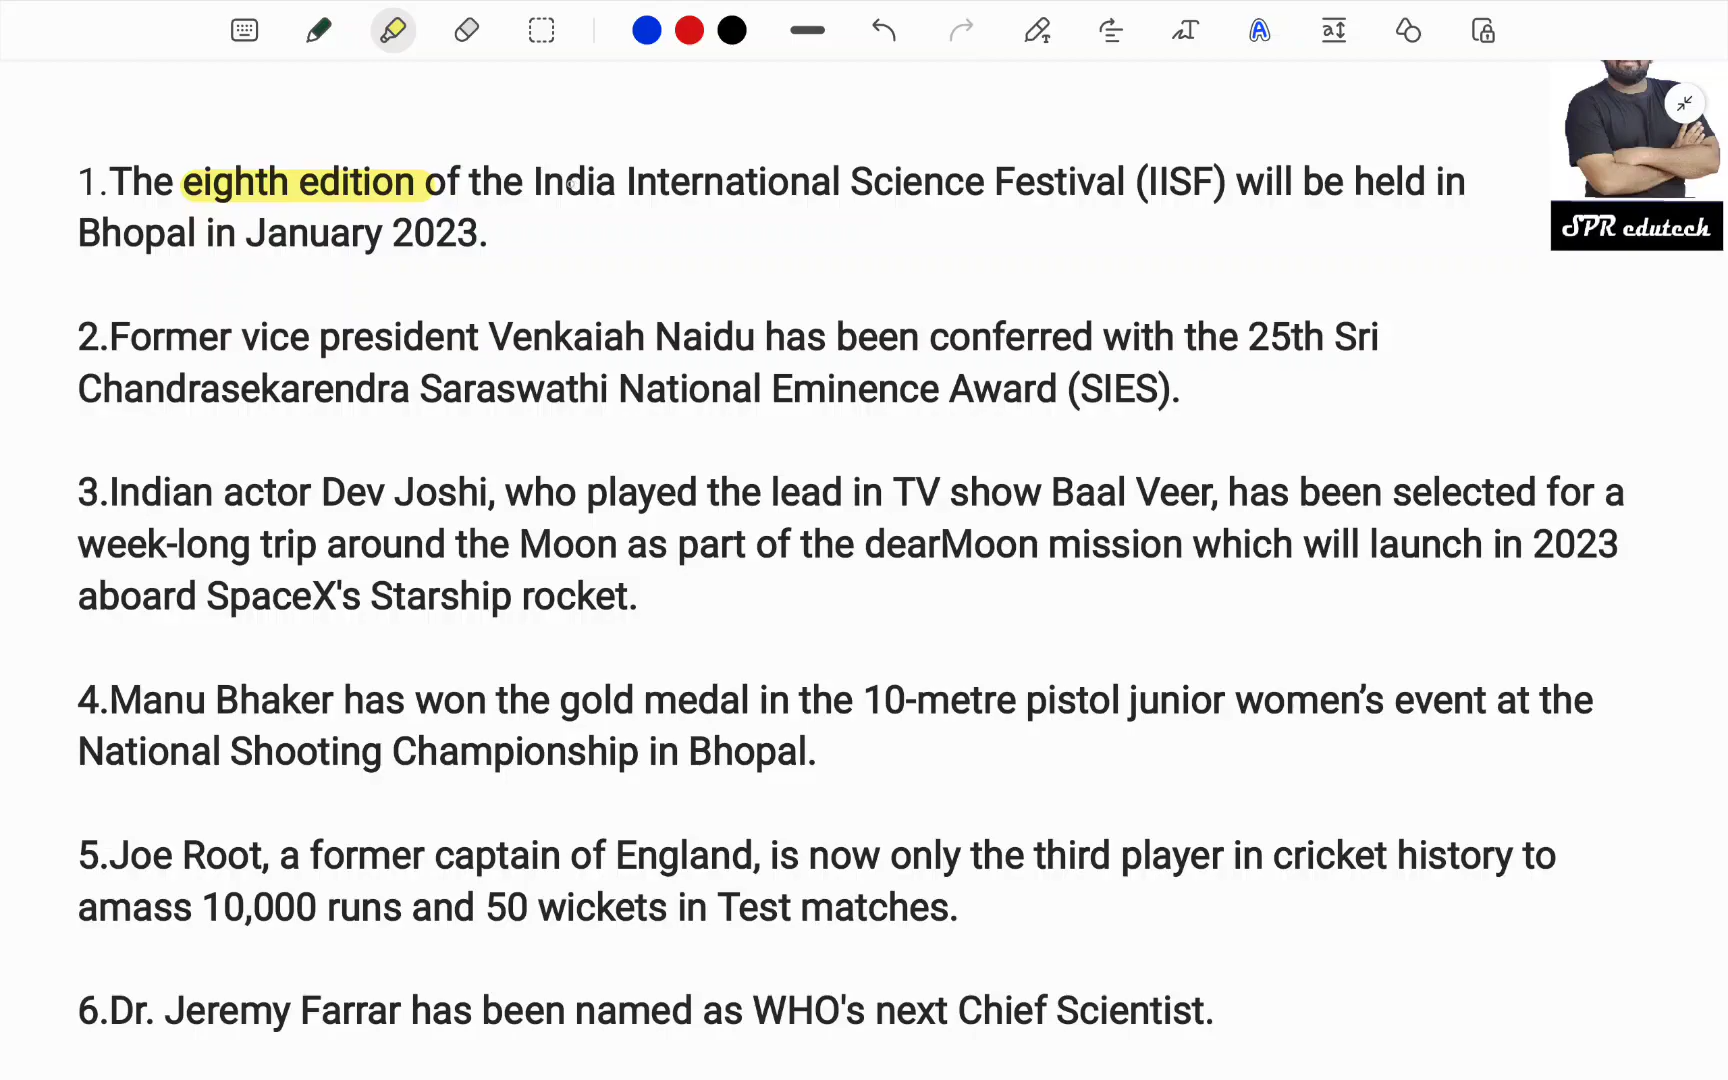 1.The eighth edition of the India International Science Festival (IISF) will be held in
Bhopal in January 2023.
SPR edutech
2.Former vice president Venkaiah Naidu has been conferred with the 25th Sri
Chandrasekarendra Saraswathi National Eminence Award (SIES).
3.Indian actor Dev Joshi, who played the lead in TV show Baal Veer, has been selected for a
week-long trip around the Moon as part of the dearMoon mission which will launch in 2023
aboard SpaceX's Starship rocket.
4.Manu Bhaker has won the gold medal in the 10-metre pistol junior women’s event at the
National Shooting Championship in Bhopal.
5.Joe Root, a former captain of England, is now only the third player in cricket history to
amass 10,000 runs and 50 wickets in Test matches.
6.Dr. Jeremy Farrar has been named as WHO's next Chief Scientist.